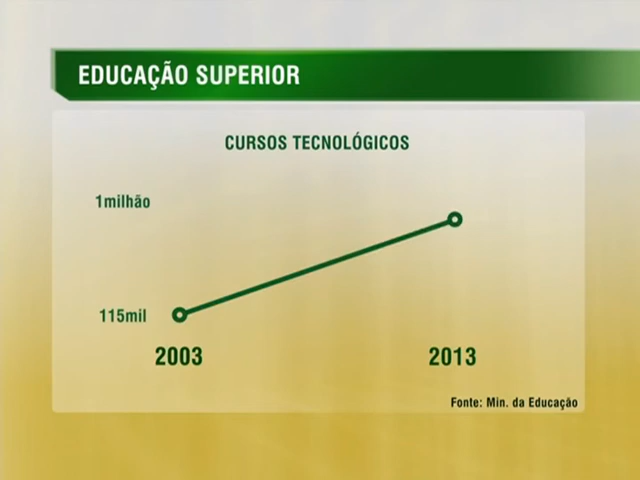 EDUCAÇÃO SUPERIOR
CURSOS TECNOLÓGICOS
1milhão
115mil
2003 2013
Fonte: Min. da Educação